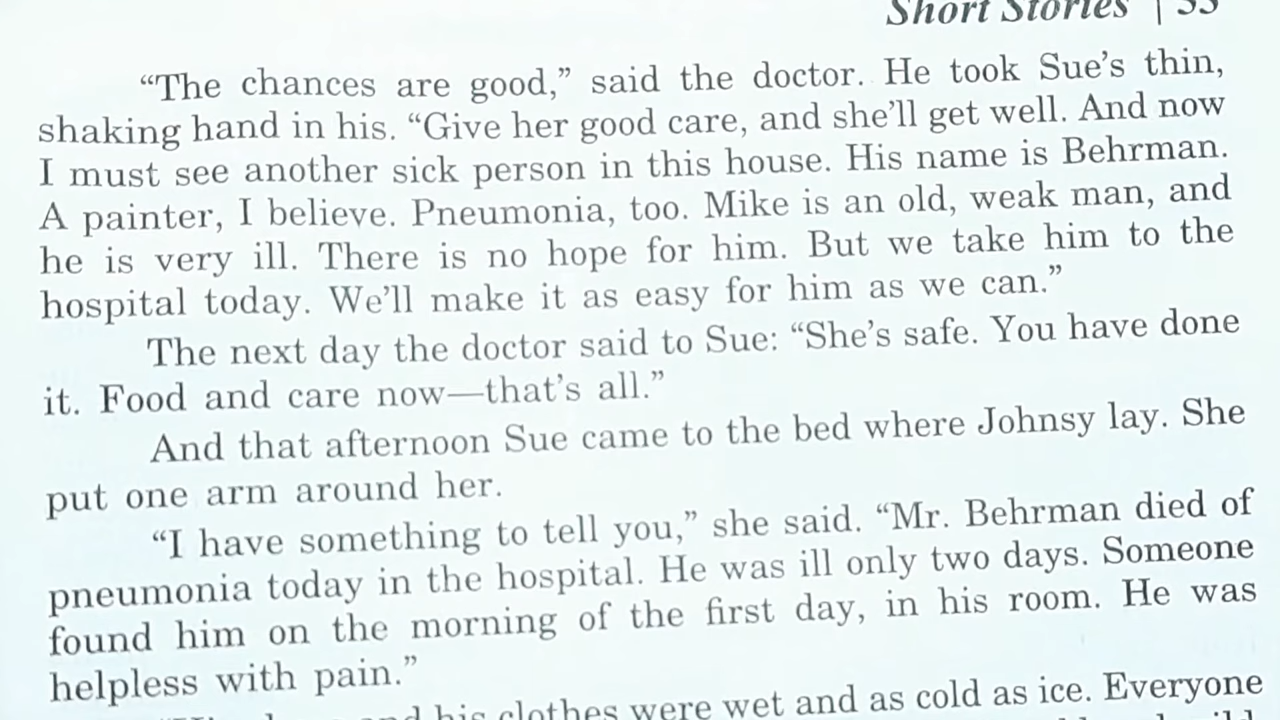 Short Stories | 33
“The chances are good,” said the doctor. He took Sue’s thin,
shaking hand in his. “Give her good care, and she’ll get well. And now
I must see another sick person in this house. His name is Behrman.
A painter, I believe. Pneumonia, too. Mike is an old, weak man, and
he is very ill. There is no hope for him. But we take him to the
hospital today. We’ll make it as easy for him as we can.”
The next day the doctor said to Sue: “She’s safe. You have done
it. Food and care now—that’s all.”
And that afternoon Sue came to the bed where Johnsy lay. She
put one arm around her.
“I have something to tell you,” she said. “Mr. Behrman died of
pneumonia today in the hospital. He was ill only two days. Someone
found him on the morning of the first day, in his room. He was
helpless with pain.”
his clothes were wet and as cold as ice. Everyone